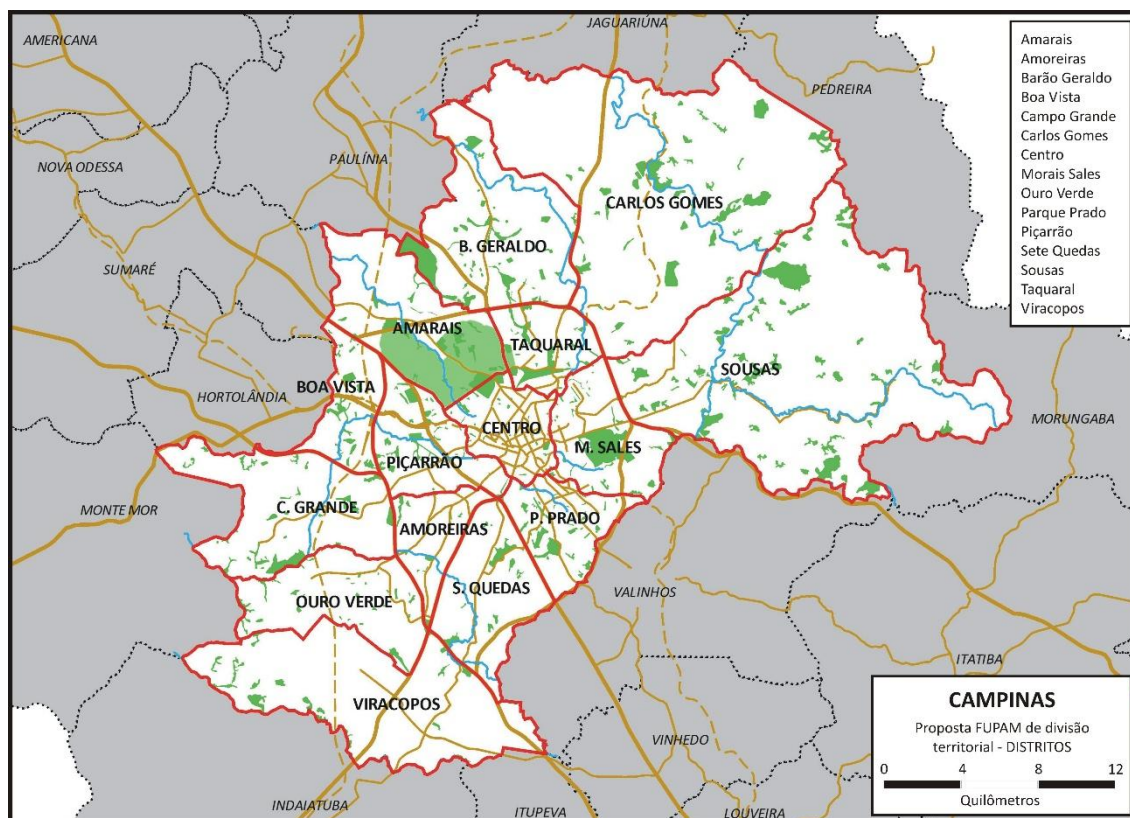 JAGUARIÚNA
AMERICANA
PEDREIRA
NOVA ODESSA
PAULÍNIA
SUMARÉ
HORTOLÂNDIA
MONTE MOR
MORUNGABA
VALINHOS
ITATIBA
VINHEDO
INDAIATUBA
ITUPEVA
LOUVEIRA
CARLOS GOMES
B. GERALDO
AMARAIS
TAQUARAL
BOA VISTA
SOUSAS
CENTRO
M. SALES
PIÇARRÃO
C. GRANDE
AMOREIRAS
P. PRADO
OURO VERDE
S. QUEDAS
VIRACOPOS
Amarais
Amoreiras
Barão Geraldo
Boa Vista
Campo Grande
Carlos Gomes
Centro
Morais Sales
Ouro Verde
Parque Prado
Piçarrão
Sete Quedas
Sousas
Taquaral
Viracopos
CAMPINAS
Proposta FUPAM de divisão
territorial - DISTRITOS
0 4 8 12
Quilômetros